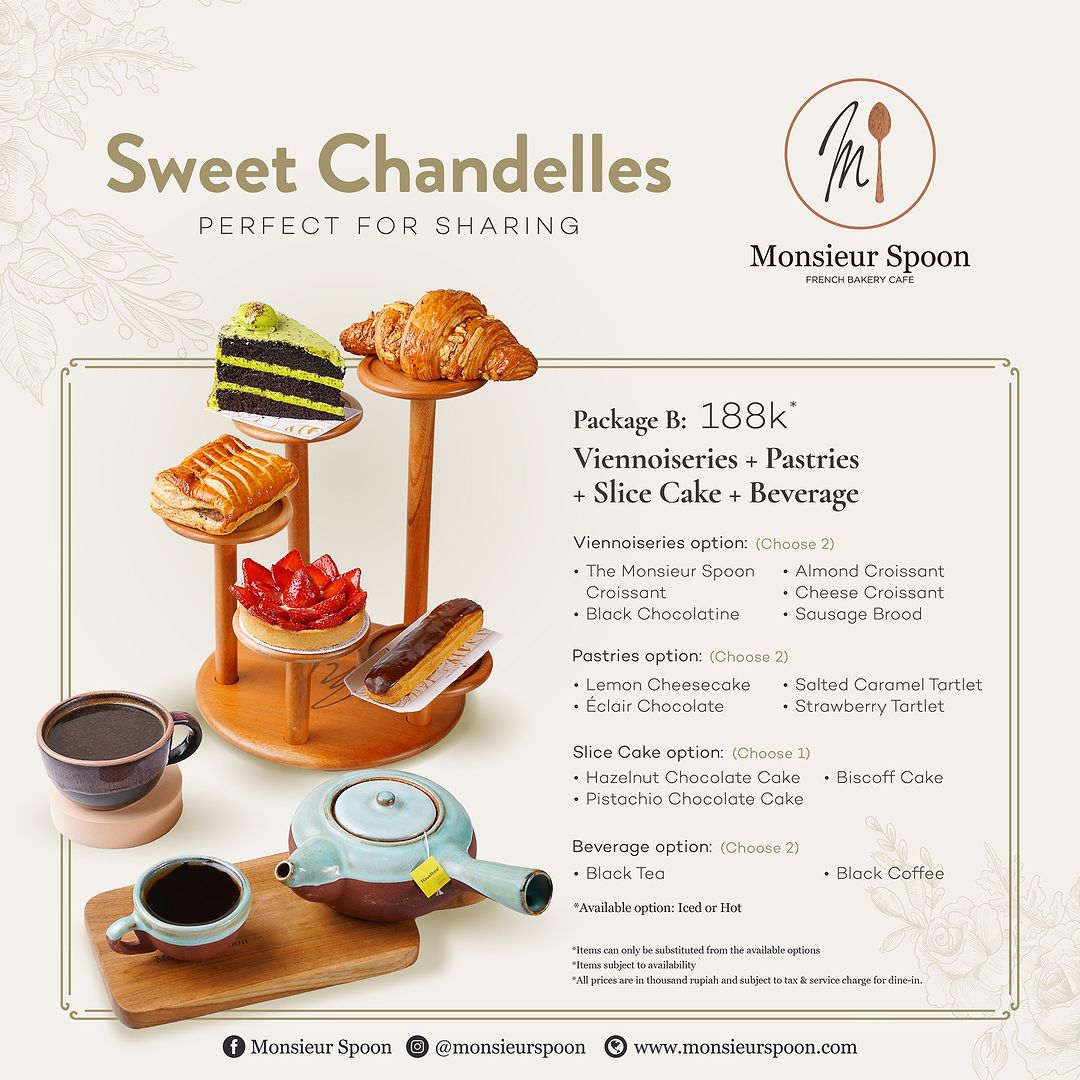 Sweet Chandelles
PERFECT FOR SHARING
Monsieur Spoon
FRENCH BAKERY CAFE
Package B: 188k*
Viennoiseries + Pastries
+ Slice Cake + Beverage
Viennoiseries option: (Choose 2)
• The Monsieur Spoon
Croissant
• Black Chocolatine
• Almond Croissant
• Cheese Croissant
• Sausage Brood
Pastries option: (Choose 2)
• Lemon Cheesecake
• Éclair Chocolate
• Salted Caramel Tartlet
• Strawberry Tartlet
Slice Cake option: (Choose 1)
• Hazelnut Chocolate Cake
• Pistachio Chocolate Cake
• Biscoff Cake
Beverage option: (Choose 2)
• Black Tea
• Black Coffee
*Available option: Iced or Hot
*Items can only be substituted from the available options
*Items subject to availability
*All prices are in thousand rupiah and subject to tax & service charge for dine-in.
Monsieur Spoon
@monsieurspoon
www.monsieurspoon.com